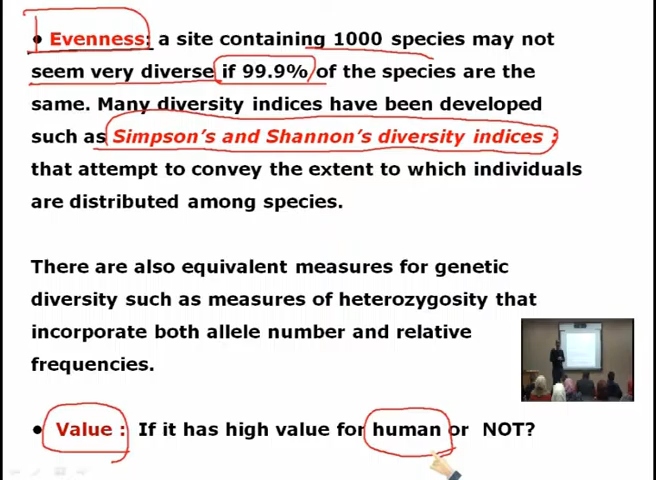 • Evenness: a site containing 1000 species may not
seem very diverse if 99.9% of the species are the
same. Many diversity indices have been developed
such as Simpson's and Shannon's diversity indices :
that attempt to convey the extent to which individuals
are distributed among species.
There are also equivalent measures for genetic
diversity such as measures of heterozygosity that
incorporate both allele number and relative
frequencies.
• Value : If it has high value for human or NOT?